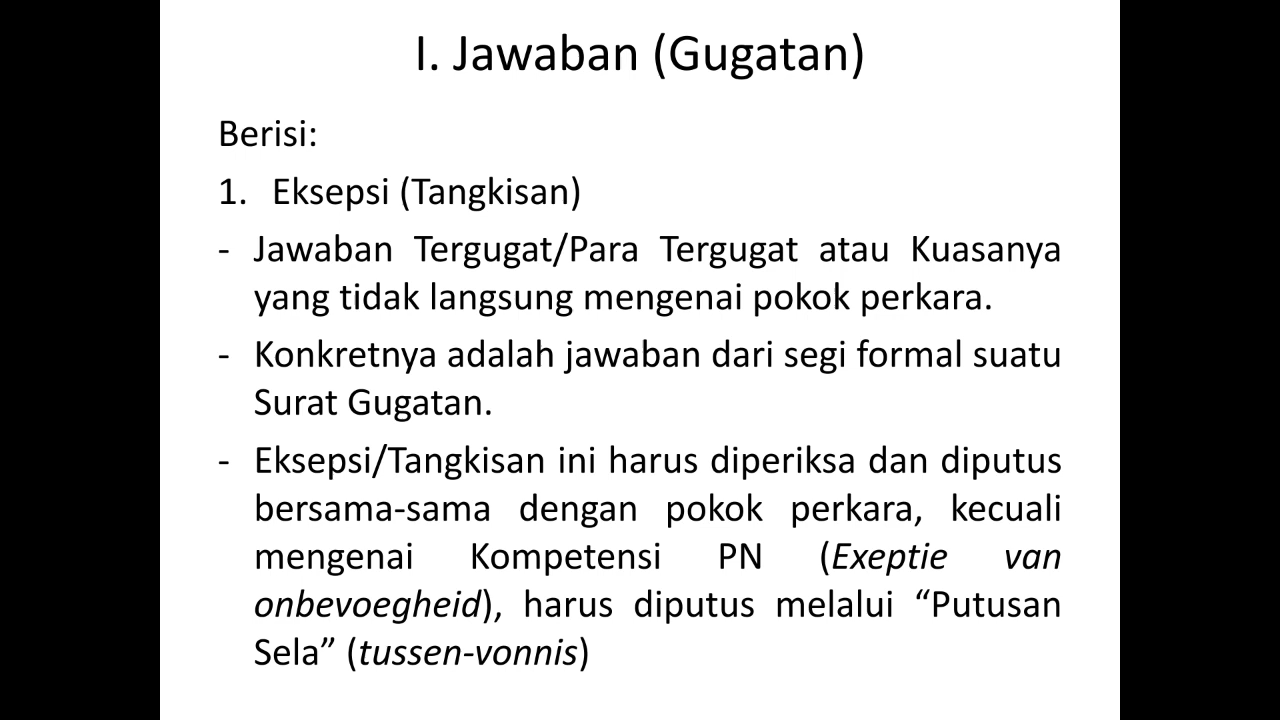 I. Jawaban (Gugatan)
Berisi:
1. Eksepsi (Tangkisan)
- Jawaban Tergugat/Para Tergugat atau Kuasanya
yang tidak langsung mengenai pokok perkara.
- Konkretnya adalah jawaban dari segi formal suatu
Surat Gugatan.
- Eksepsi/Tangkisan ini harus diperiksa dan diputus
bersama-sama dengan pokok perkara, kecuali
mengenai Kompetensi PN (Exeptie van
onbevoegheid), harus diputus melalui “Putusan
Sela” (tussen-vonnis)